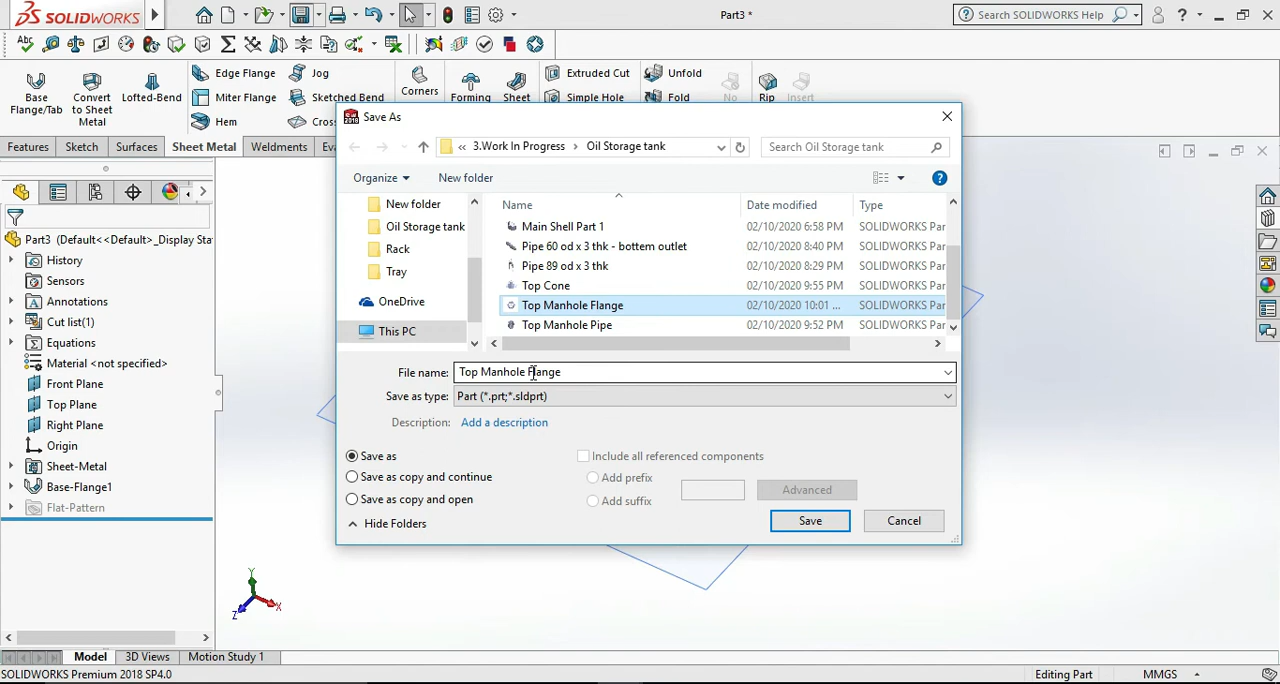 SOLIDWORKS
Part3 *
Search SOLIDWORKS Help
Base Flange/Tab
Convert to Sheet Metal
Lofted-Bend
Edge Flange
Miter Flange
Hem
Jog
Sketched Bend
Cros
Corners
Forming
Sheet
Extruded Cut
Simple Hole
Unfold
Fold
No
Rip
Insert
Features
Sketch
Surfaces
Sheet Metal
Weldments
Ev
Part3 (Default<<Default>_Display Sta
History
Sensors
Annotations
Cut list(1)
Equations
Material <not specified>
Front Plane
Top Plane
Right Plane
Origin
Sheet-Metal
Base-Flange1
Flat-Pattern
Save As
« 3.Work In Progress > Oil Storage tank
Search Oil Storage tank
Organize
New folder
New folder
Oil Storage tank
Rack
Tray
OneDrive
This PC
Name Date modified Type
Main Shell Part 1 02/10/2020 6:58 PM SOLIDWORKS Par
Pipe 60 od x 3 thk - bottem outlet 02/10/2020 8:40 PM SOLIDWORKS Par
Pipe 89 od x 3 thk 02/10/2020 8:29 PM SOLIDWORKS Par
Top Cone 02/10/2020 9:55 PM SOLIDWORKS Par
Top Manhole Flange 02/10/2020 10:01 ... SOLIDWORKS Par
Top Manhole Pipe 02/10/2020 9:52 PM SOLIDWORKS Par
File name: Top Manhole Flange
Save as type: Part (*.prt;*.sldprt)
Description: Add a description
Save as
Save as copy and continue
Save as copy and open
Include all referenced components
Add prefix
Add suffix
Advanced
Hide Folders
Save
Cancel
Y
X
Z
Model
3D Views
Motion Study 1
SOLIDWORKS Premium 2018 SP4.0
Editing Part
MMGS